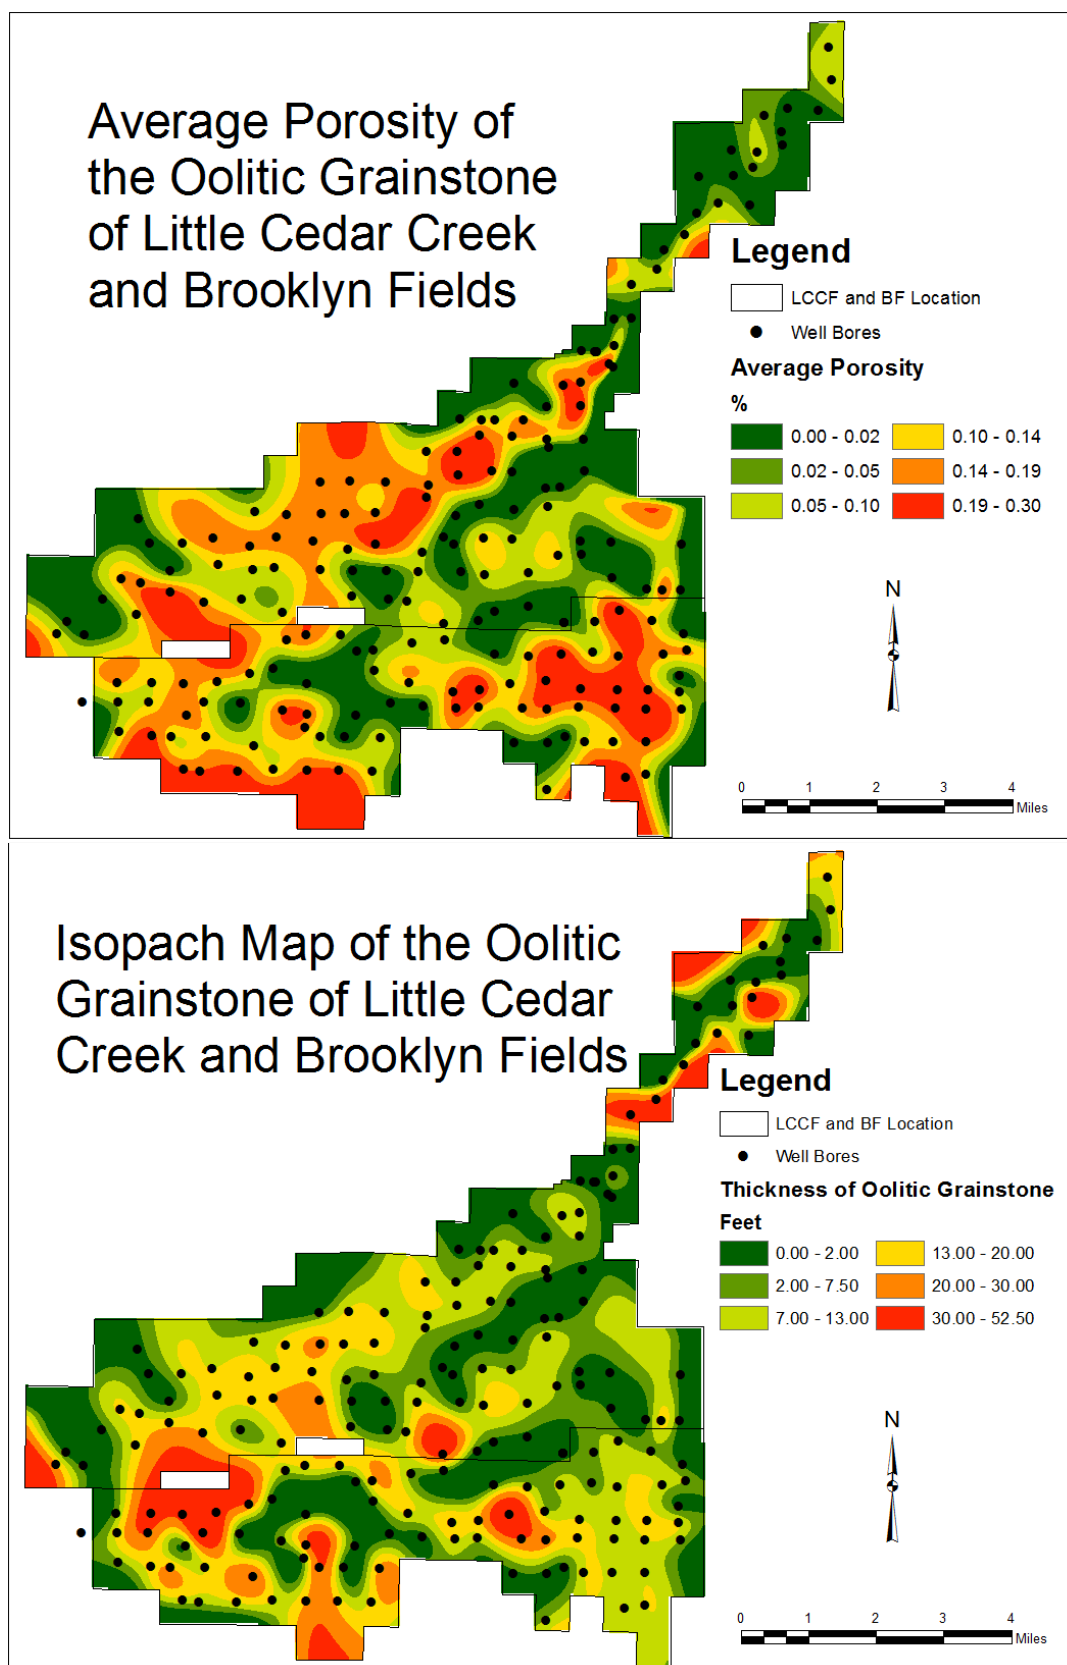 Average Porosity of
the Oolitic Grainstone
of Little Cedar Creek
and Brooklyn Fields
Legend
LCCF and BF Location
Well Bores
Average Porosity
%
0.00 - 0.02 0.10 - 0.14
0.02 - 0.05 0.14 - 0.19
0.05 - 0.10 0.19 - 0.30
N
0 1 2 3 4
Miles
Isopach Map of the Oolitic
Grainstone of Little Cedar
Creek and Brooklyn Fields
Legend
LCCF and BF Location
Well Bores
Thickness of Oolitic Grainstone
Feet
0.00 - 2.00 13.00 - 20.00
2.00 - 7.50 20.00 - 30.00
7.00 - 13.00 30.00 - 52.50
N
0 1 2 3 4
Miles